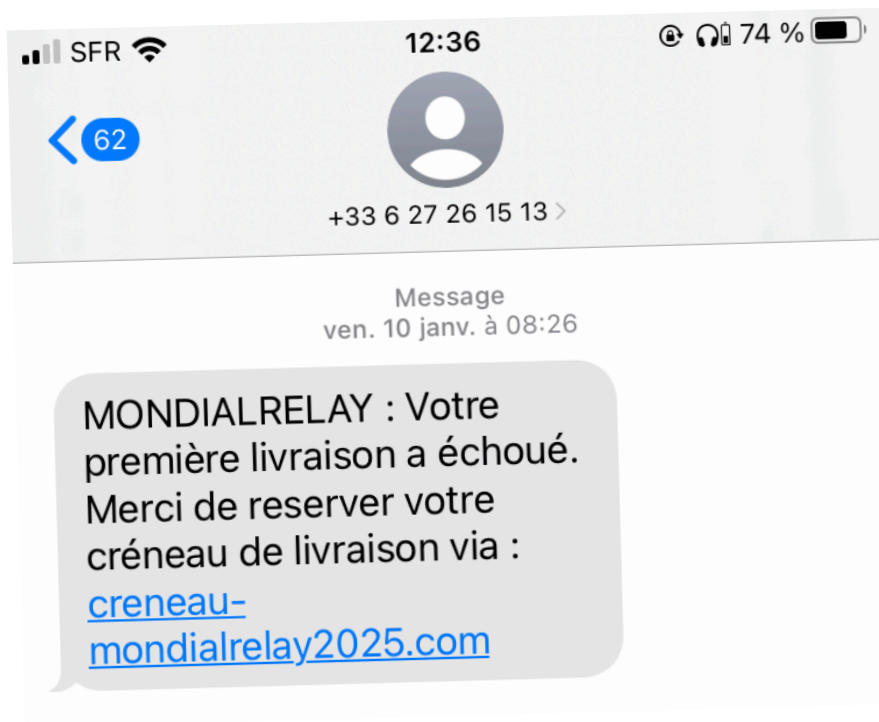 SFR 12:36 74 %
62
+33 6 27 26 15 13
Message
ven. 10 janv. à 08:26
MONDIALRELAY : Votre
première livraison a échoué.
Merci de reserver votre
créneau de livraison via :
creneau-
mondialrelay2025.com